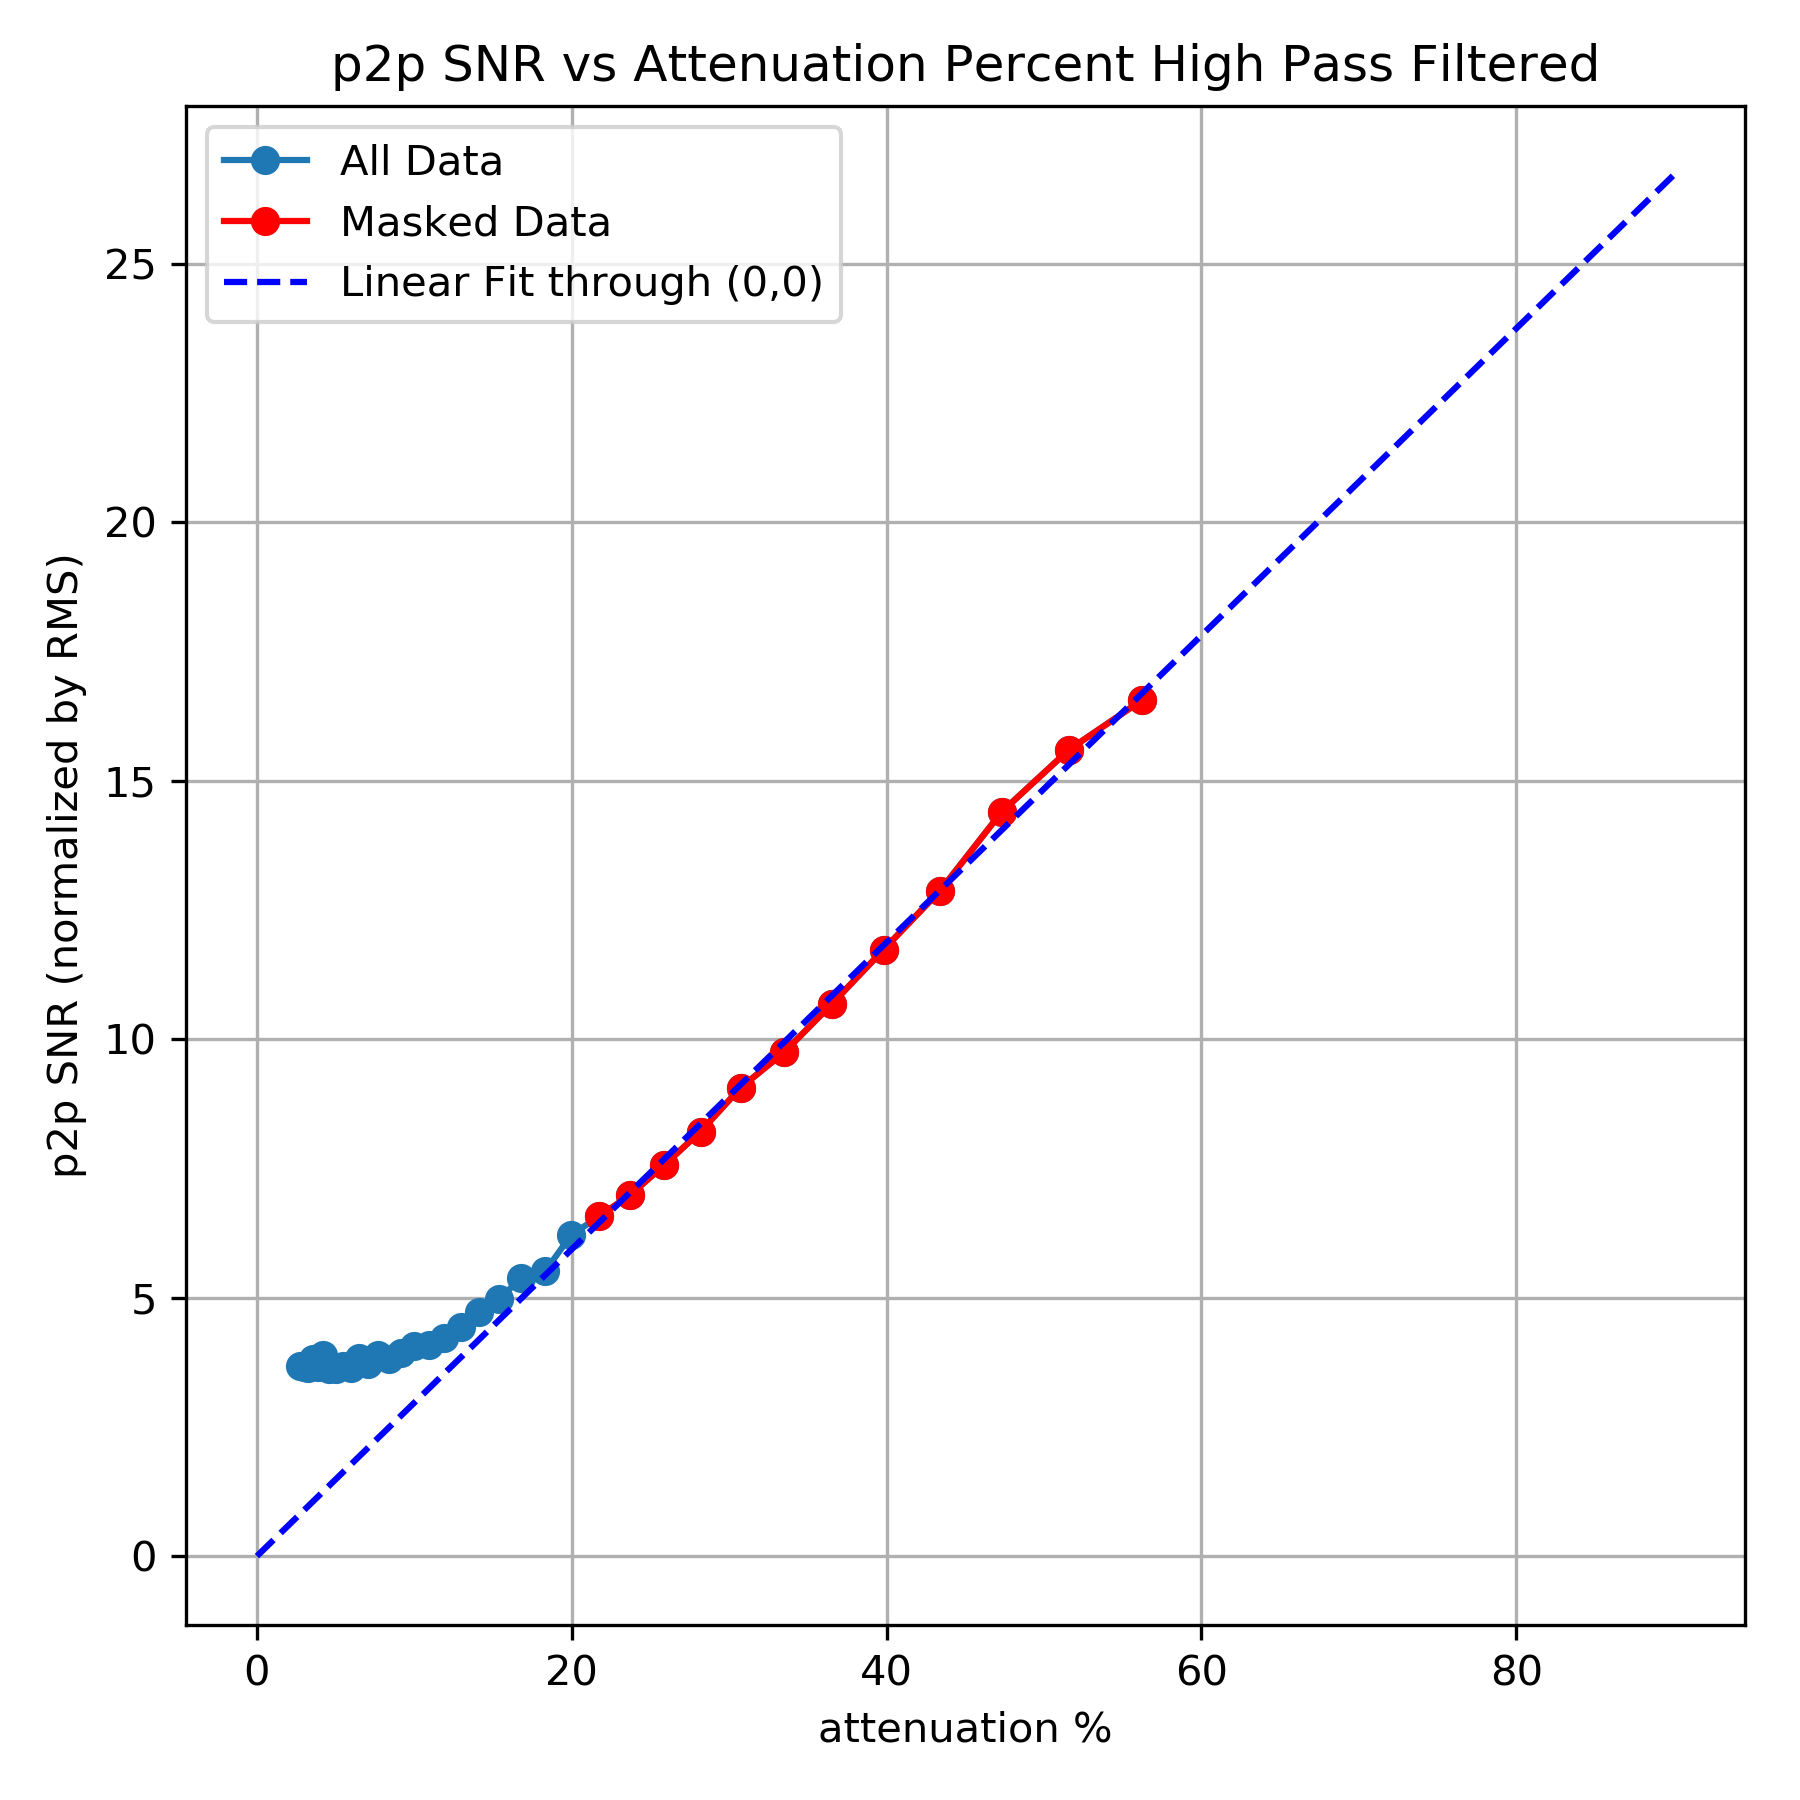 p2p SNR vs Attenuation Percent High Pass Filtered
All Data
Masked Data
Linear Fit through (0,0)
25
20
15
10
5
0
p2p SNR (normalized by RMS)
0 20 40 60 80
attenuation %